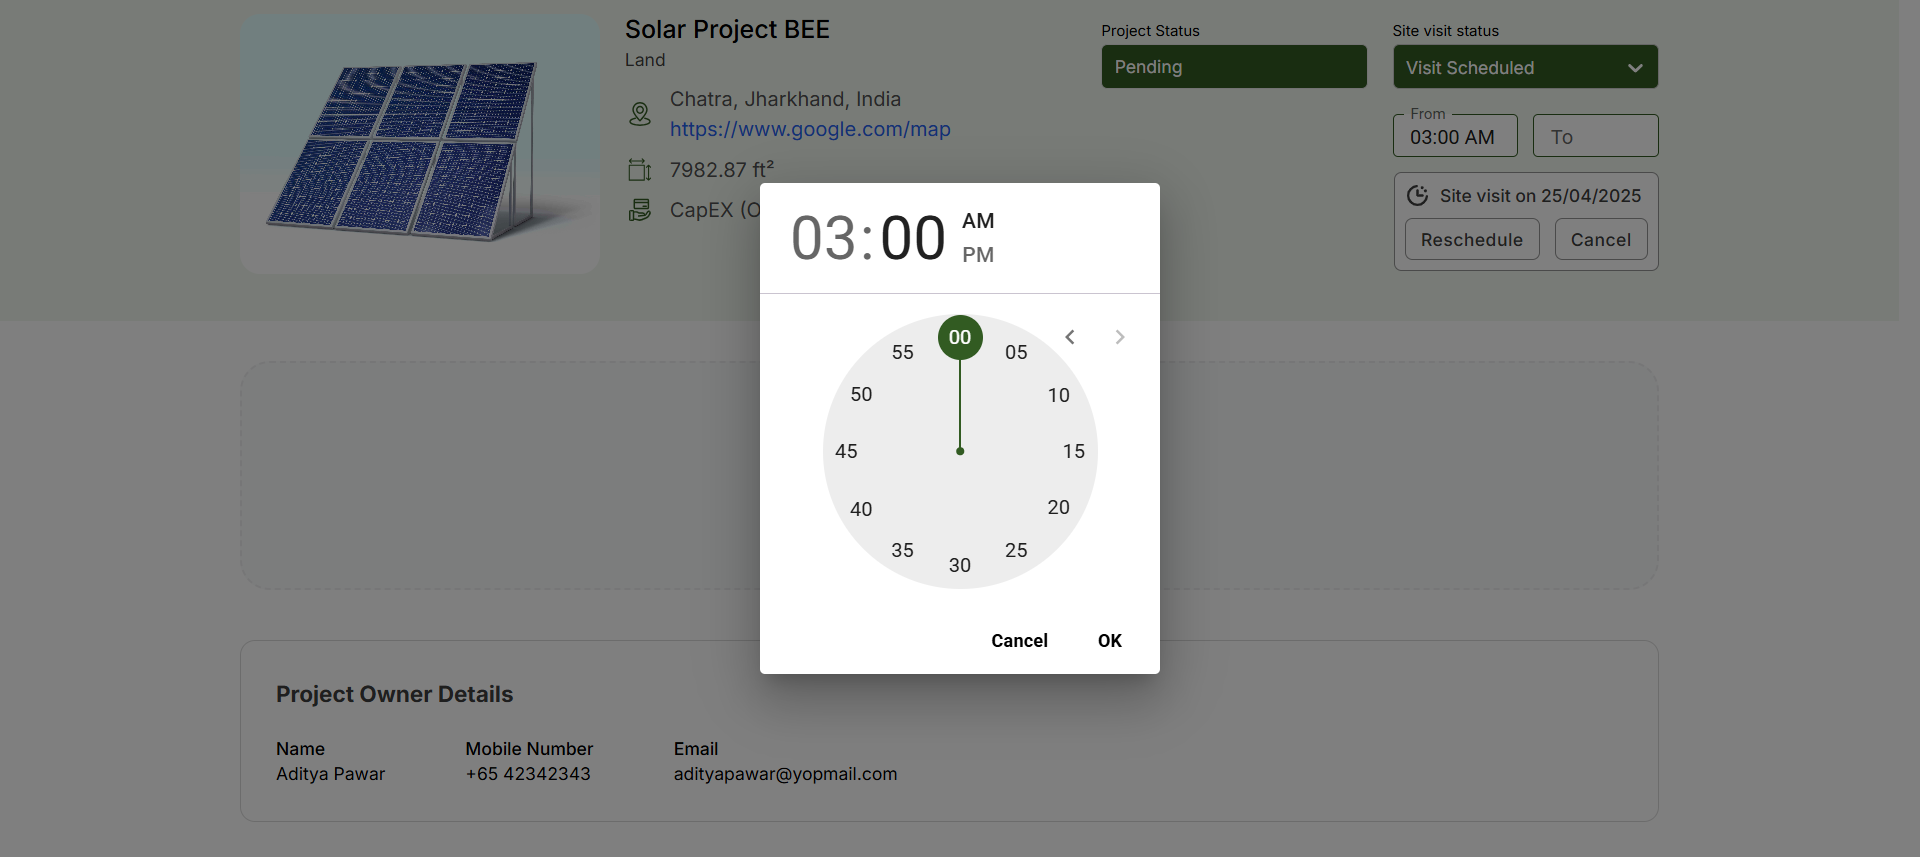 Solar Project BEE
Land
Chatra, Jharkhand, India
https://www.google.com/map
7982.87 ft²
CapEX (O
Project Status
Pending
Site visit status
Visit Scheduled
From
03:00 AM
To
Site visit on 25/04/2025
Reschedule
Cancel
03:00
AM
PM
00
05
10
15
20
25
30
35
40
45
50
55
Cancel
OK
Project Owner Details
Name
Aditya Pawar
Mobile Number
+65 42342343
Email
adityapawar@yopmail.com